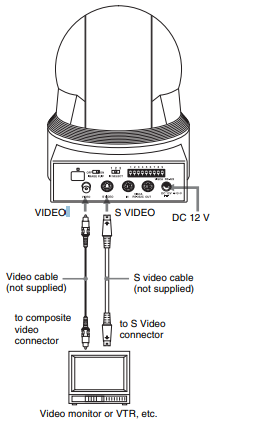 VIDEO
S VIDEO
DC 12 V
Video cable
(not supplied)
S video cable
(not supplied)
to composite
video
connector
to S Video
connector
Video monitor or VTR, etc.